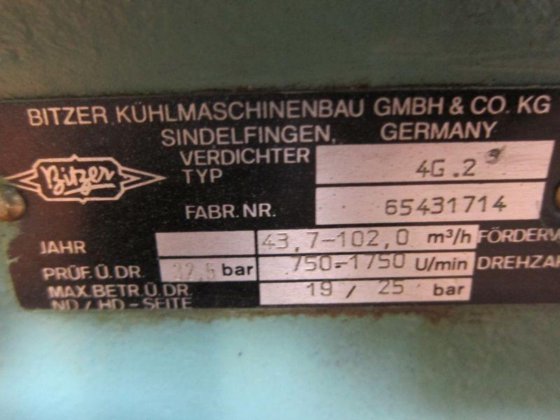 BITZER KÜHLMASCHINENBAU GMBH & CO. KG
SINDELFINGEN, GERMANY
Bitzer
VERDICHTER TYP 4G.2
FABR. NR. 65431714
JAHR 43,7-102,0 m³/h FÖRDERV
PRÜF.Ü.DR. 27,5 bar 750-1750 U/min DREHZAH
MAX.BETR.Ü.DR. ND/HD-SEITE 19 / 25 bar